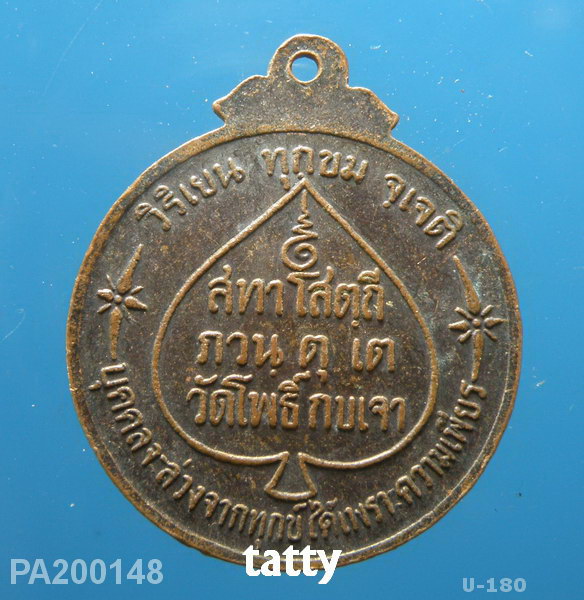 วิริเยน ทุกฺขม จฺเจติ
สทาโสตฺถี
ภวนฺ ตุ เต
วัดโพธิ์กบเจา
บุคคลจะล่วงจากทุกข์ได้เพราะความเพียร
tatty
PA200148
U-180